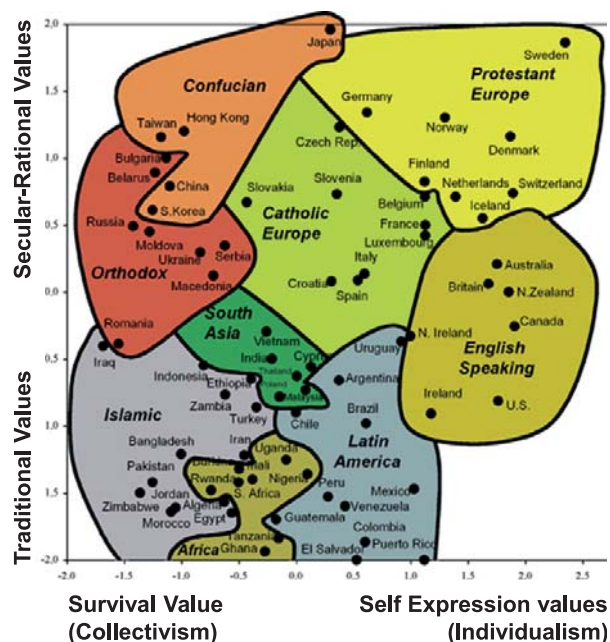 Secular-Rational Values
Traditional Values
2,0
1,5
1,0
0,5
0,0
0,5
1,0
1,5
-2,0
Japan
Confucian
Taiwan
Hong Kong
Bulgaria
Belarus
China
S.Korea
Sweden
Protestant
Europe
Germany
Norway
Czech Rep.
Denmark
Finland
Netherlands
Switzerland
Iceland
Slovenia
Slovakia
Belgium
Catholic
Europe
France
Luxembourg
Italy
Croatia
Spain
Russia
Moldova
Ukraine
Serbia
Orthodox
Macedonia
Romania
Australia
Britain
N.Zealand
Canada
N. Ireland
English
Speaking
Ireland
U.S.
South
Asia
Vietnam
India
Cypr
Thailand
Poland
Malaysia
Iraq
Indonesia
Ethiopia
Zambia
Turkey
Islamic
Bangladesh
Iran
Pakistan
Jordan
Zimbabwe
Algeria
Morocco
Egypt
Uruguay
Argentina
Chile
Brazil
Latin
America
Uganda
Mali
Rwanda
S. Africa
Nigeria
Peru
Mexico
Venezuela
Guatemala
Colombia
Tanzania
Ghana
Africa
El Salvador
Puerto Rico
-2.0
-1.5
-1.0
-0.5
0.0
0.5
1.0
1.5
2.0
2.5
Survival Value
(Collectivism)
Self Expression values
(Individualism)